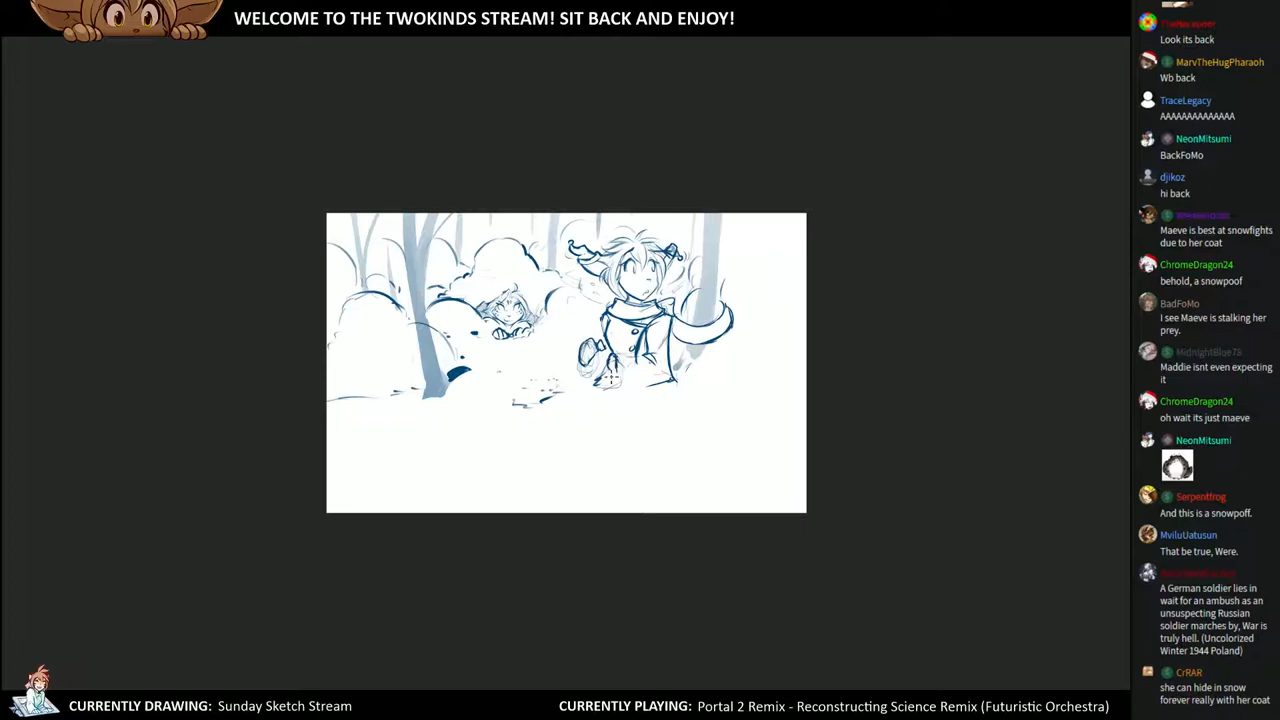 WELCOME TO THE TWOKINDS STREAM! SIT BACK AND ENJOY!
Look its back
MarvTheHugPharaoh
Wb back
TraceLegacy
AAAAAAAAAAAAAA
NeonMitsumi
BackFoMo
djikoz
hi back
Maeve is best at snowfights
due to her coat
ChromeDragon24
behold, a snowpoof
BadFoMo
I see Maeve is stalking her
prey.
MidnightBlue78
Maddie isnt even expecting
it
ChromeDragon24
oh wait its just maeve
NeonMitsumi
Serpentfrog
And this is a snowpoff.
MviluUatusun
That be true, Were.
A German soldier lies in
wait for an ambush as an
unsuspecting Russian
soldier marches by, War is
truly hell. (Uncolorized
Winter 1944 Poland)
CrRAR
she can hide in snow
forever really with her coat
CURRENTLY DRAWING: Sunday Sketch Stream
CURRENTLY PLAYING: Portal 2 Remix - Reconstructing Science Remix (Futuristic Orchestra)